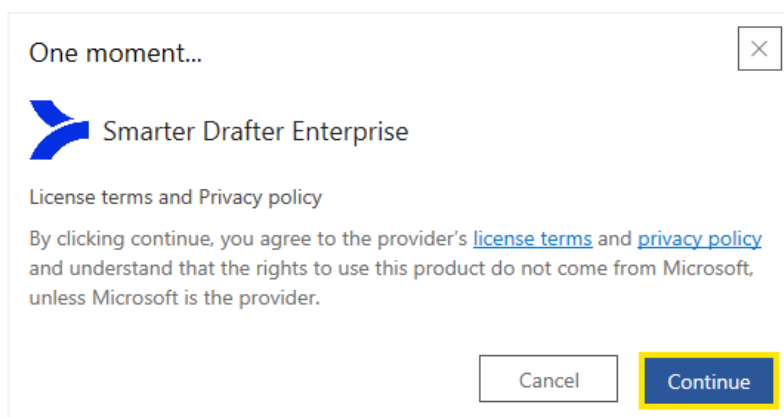 One moment...
Smarter Drafter Enterprise
License terms and Privacy policy
By clicking continue, you agree to the provider's license terms and privacy policy
and understand that the rights to use this product do not come from Microsoft,
unless Microsoft is the provider.
Cancel
Continue